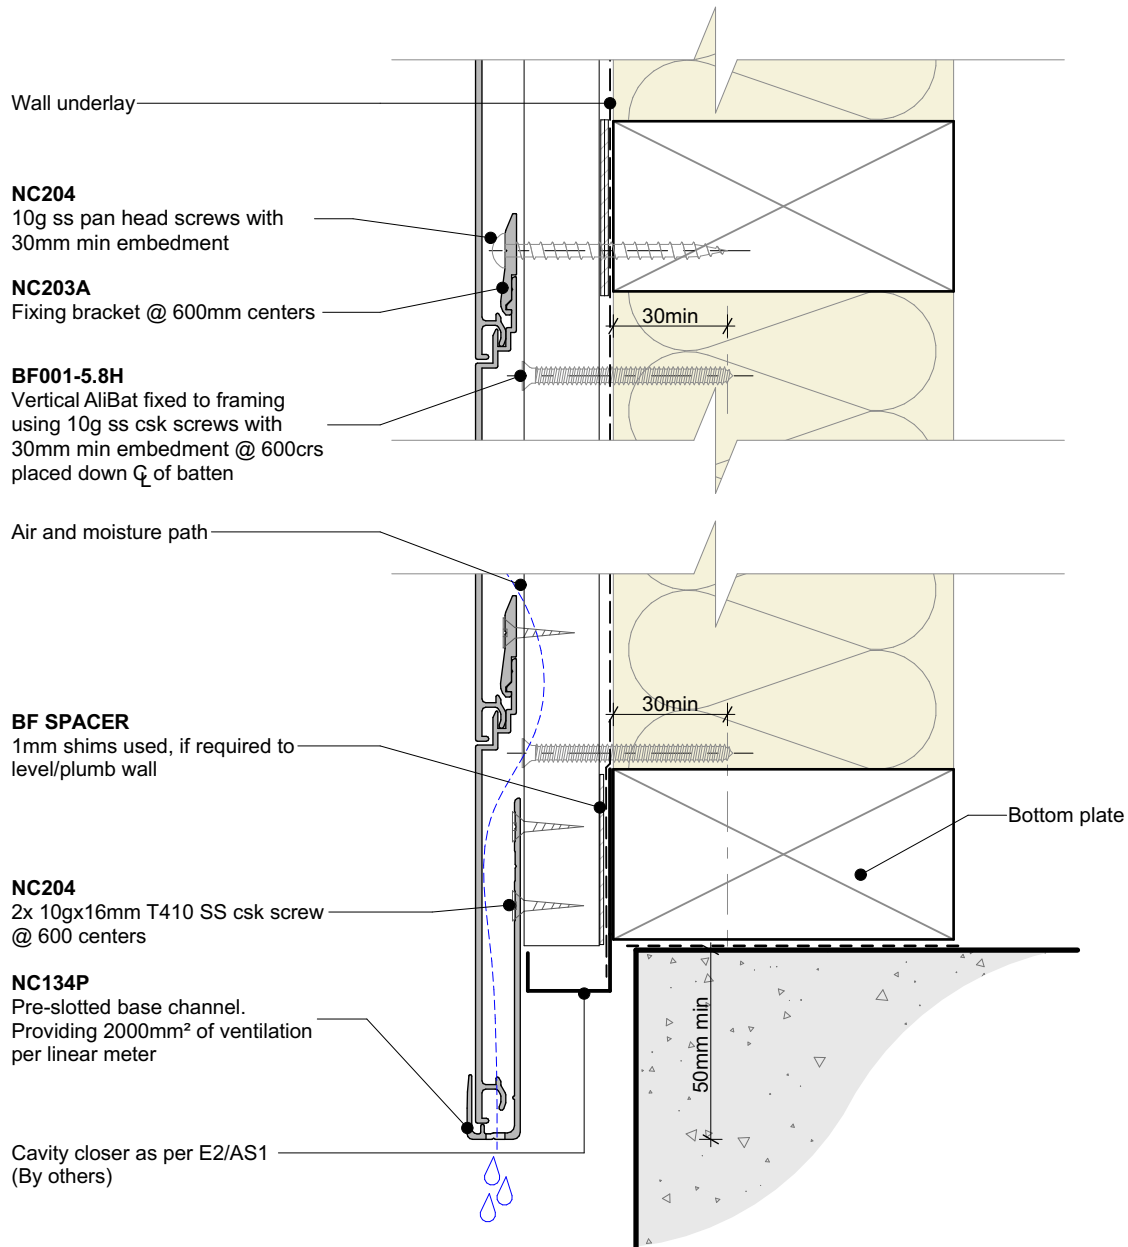 Wall underlay
NC204
10g ss pan head screws with
30mm min embedment
NC203A
Fixing bracket @ 600mm centers
30min
BF001-5.8H
Vertical AliBat fixed to framing
using 10g ss csk screws with
30mm min embedment @ 600crs
placed down ℄ of batten
Air and moisture path
30min
BF SPACER
1mm shims used, if required to
level/plumb wall
Bottom plate
NC204
2x 10gx16mm T410 SS csk screw
@ 600 centers
NC134P
Pre-slotted base channel.
Providing 2000mm² of ventilation
per linear meter
50mm min
Cavity closer as per E2/AS1
(By others)